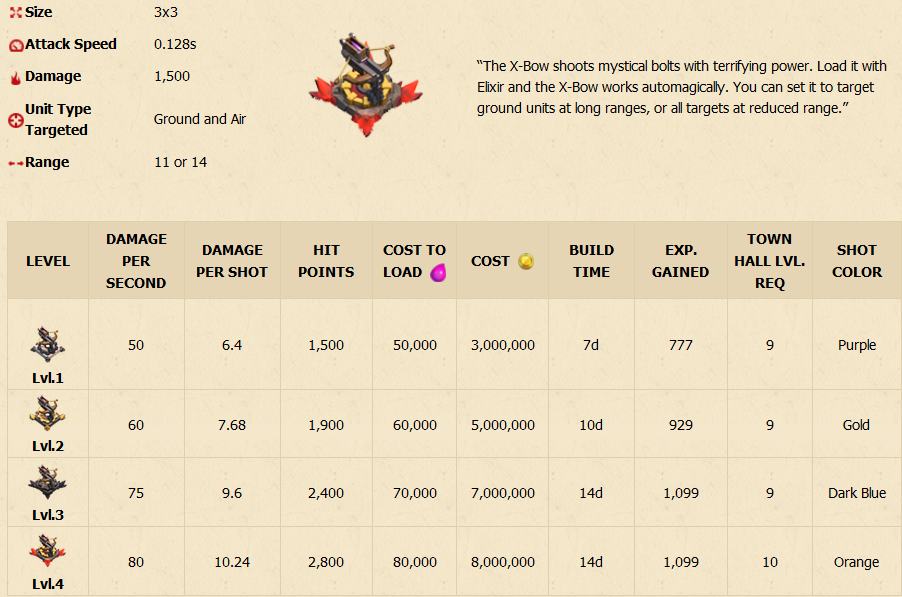 Size 3x3
Attack Speed 0.128s
Damage 1,500
Unit Type
Targeted Ground and Air
Range 11 or 14
“The X-Bow shoots mystical bolts with terrifying power. Load it with
Elixir and the X-Bow works automagically. You can set it to target
ground units at long ranges, or all targets at reduced range.”
LEVEL DAMAGE PER SECOND DAMAGE PER SHOT HIT POINTS COST TO LOAD COST BUILD TIME EXP. GAINED TOWN HALL LVL. REQ SHOT COLOR
Lvl.1 50 6.4 1,500 50,000 3,000,000 7d 777 9 Purple
Lvl.2 60 7.68 1,900 60,000 5,000,000 10d 929 9 Gold
Lvl.3 75 9.6 2,400 70,000 7,000,000 14d 1,099 9 Dark Blue
Lvl.4 80 10.24 2,800 80,000 8,000,000 14d 1,099 10 Orange